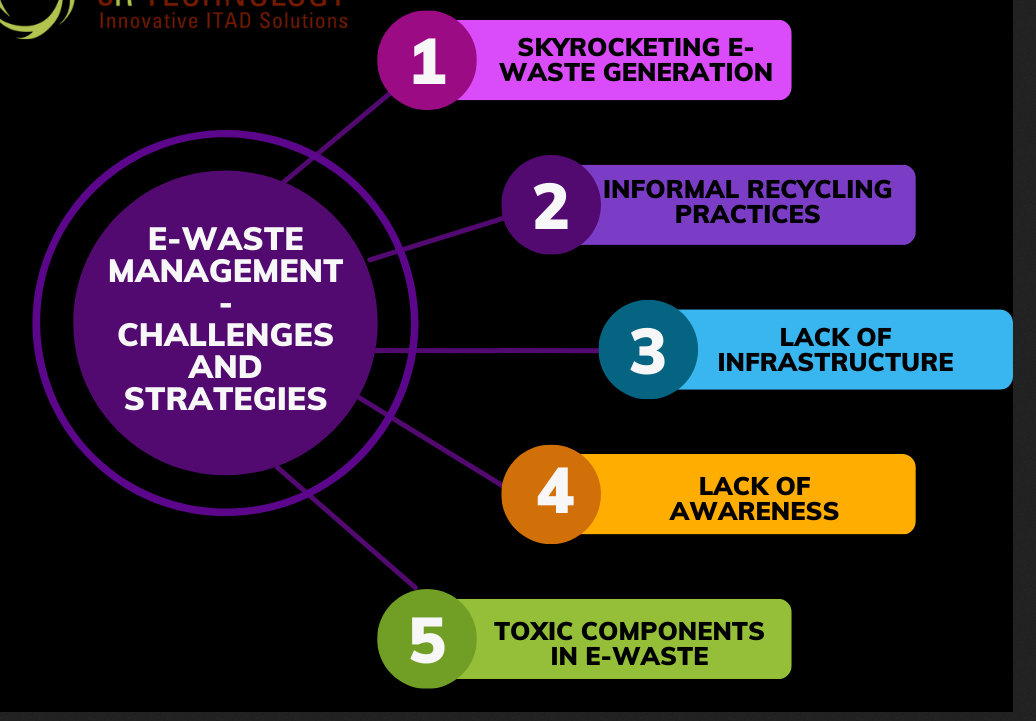 TECHNOLOGY
Innovative ITAD Solutions
1
SKYROCKETING E-
WASTE GENERATION
2
INFORMAL RECYCLING
PRACTICES
E-WASTE
MANAGEMENT
-
CHALLENGES
AND
STRATEGIES
3
LACK OF
INFRASTRUCTURE
4
LACK OF
AWARENESS
5
TOXIC COMPONENTS
IN E-WASTE